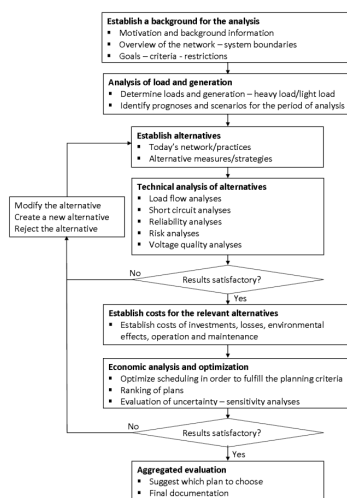 Establish a background for the analysis
▪ Motivation and background information
▪ Overview of the network – system boundaries
▪ Goals – criteria - restrictions
Analysis of load and generation
▪ Determine loads and generation – heavy load/light load
▪ Identify prognoses and scenarios for the period of analysis
Establish alternatives
▪ Today's network/practices
▪ Alternative measures/strategies
Modify the alternative
Create a new alternative
Reject the alternative
Technical analysis of alternatives
▪ Load flow analyses
▪ Short circuit analyses
▪ Reliability analyses
▪ Risk analyses
▪ Voltage quality analyses
No
Results satisfactory?
Yes
Establish costs for the relevant alternatives
▪ Establish costs of investments, losses, environmental
effects, operation and maintenance
Economic analysis and optimization
▪ Optimize scheduling in order to fulfill the planning criteria
▪ Ranking of plans
▪ Evaluation of uncertainty – sensitivity analyses
No
Results satisfactory?
Yes
Aggregated evaluation
▪ Suggest which plan to choose
▪ Final documentation